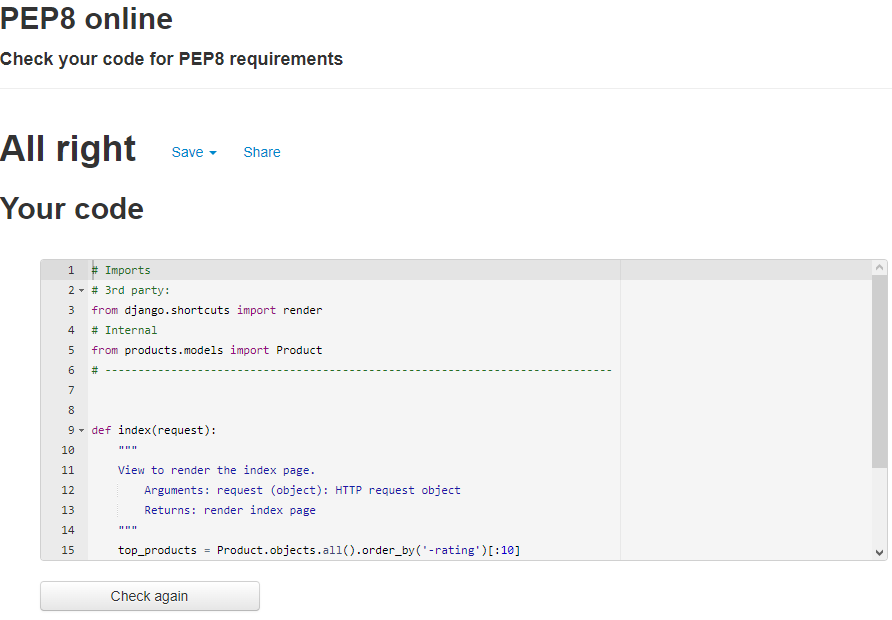 PEP8 online
Check your code for PEP8 requirements
All right Save Share
Your code
1 # Imports
2 # 3rd party:
3 from django.shortcuts import render
4 # Internal
5 from products.models import Product
6 # -----------------------------------------------------------------------------
7
8
9 def index(request):
10 """
11 View to render the index page.
12 Arguments: request (object): HTTP request object
13 Returns: render index page
14 """
15 top_products = Product.objects.all().order_by('-rating')[:10]
Check again